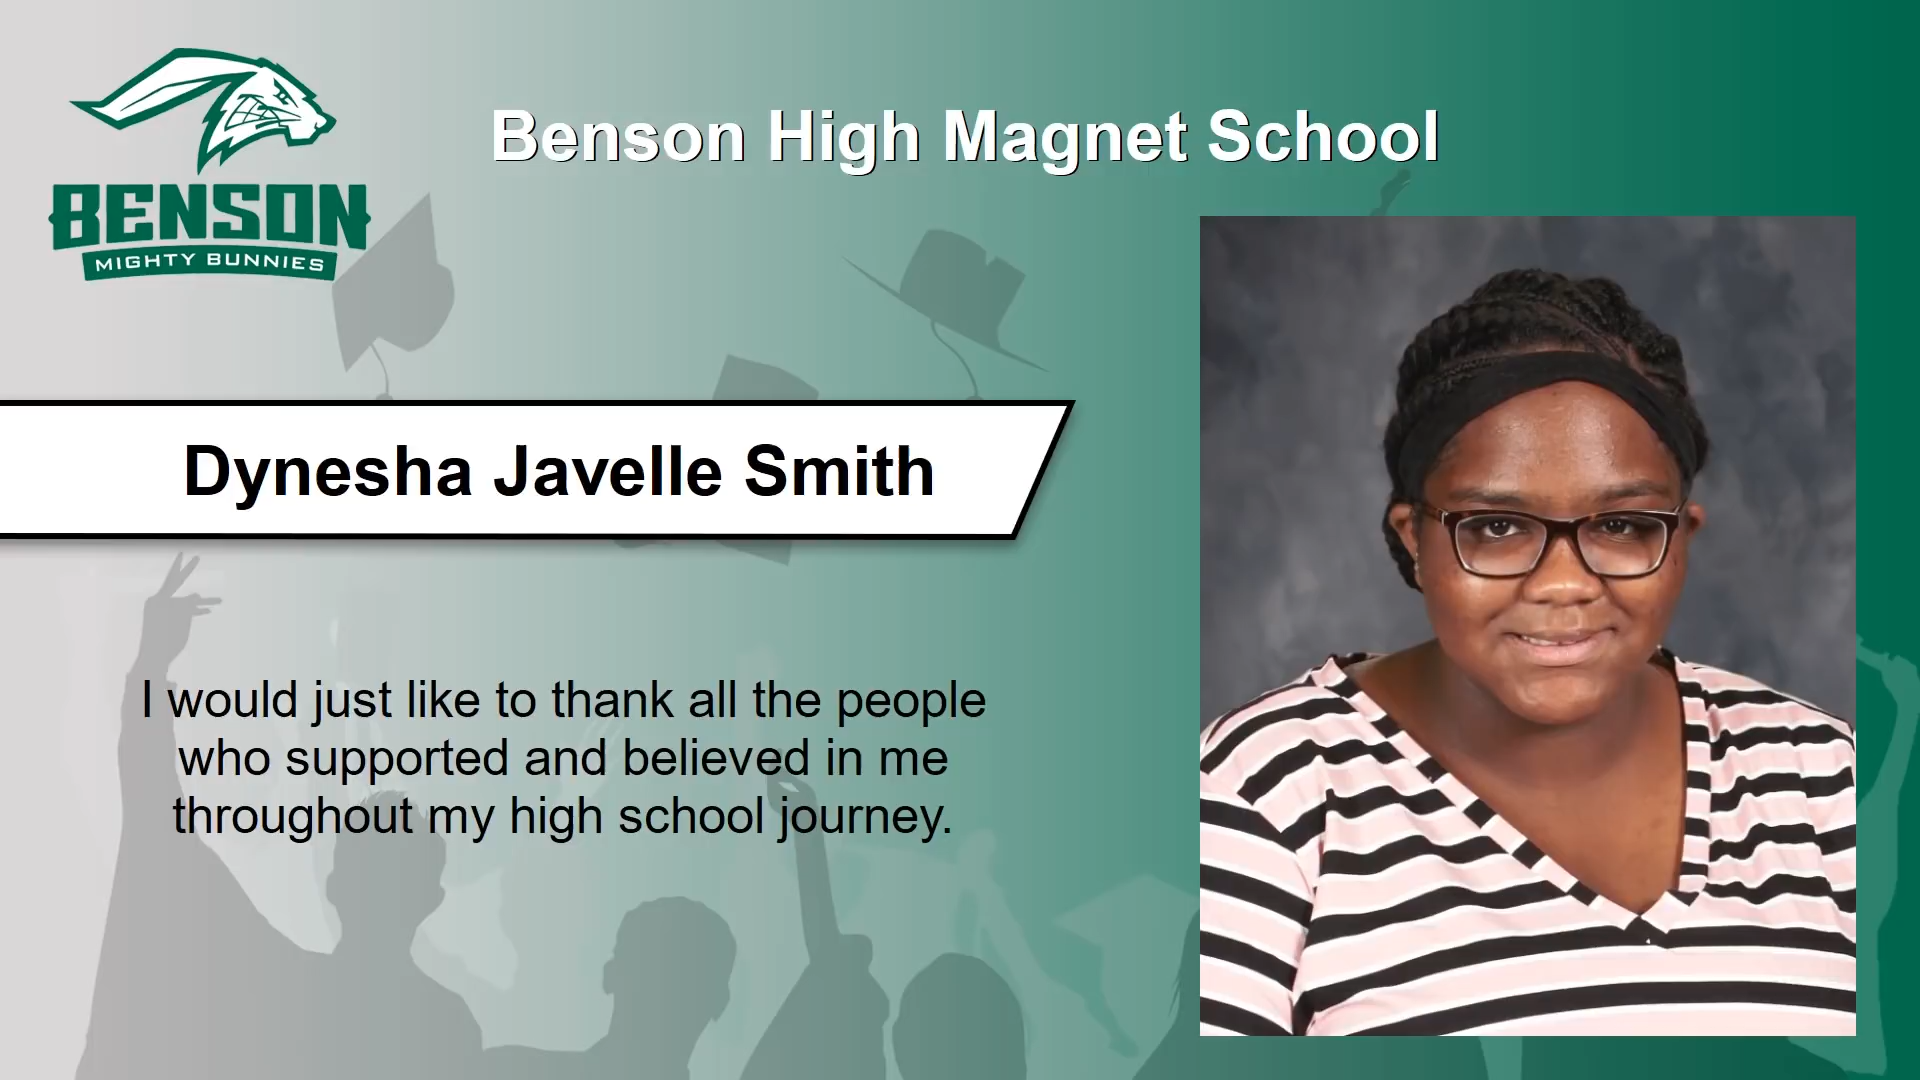 BENSON
MIGHTY BUNNIES
Benson High Magnet School
Dynesha Javelle Smith
I would just like to thank all the people
who supported and believed in me
throughout my high school journey.